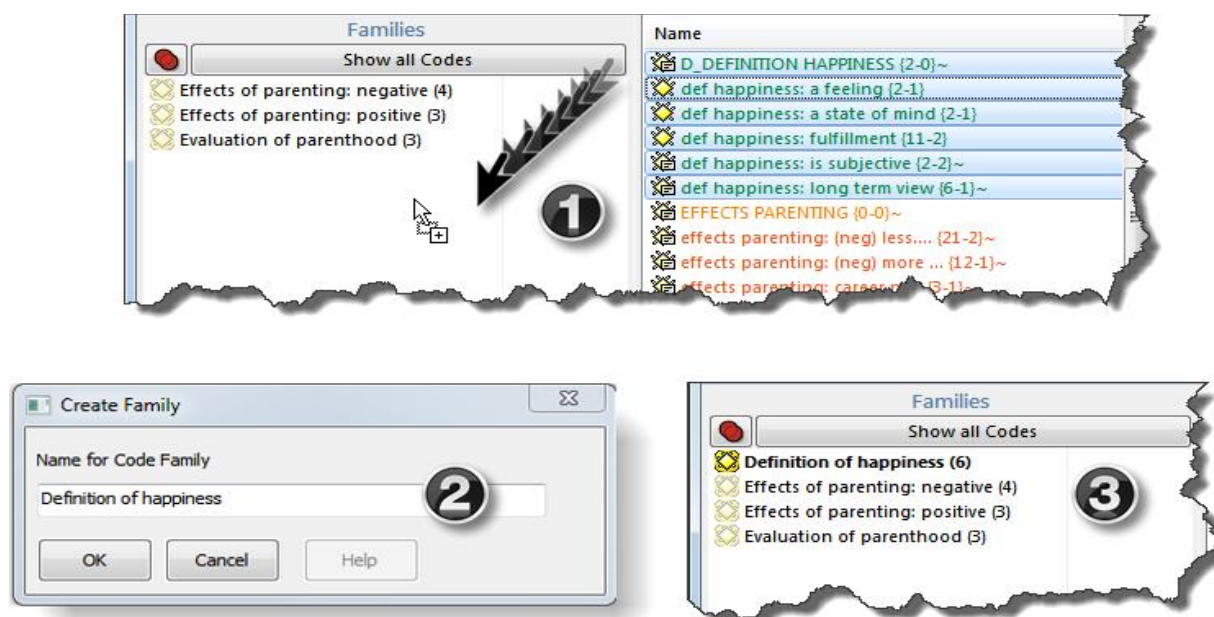 Families
Show all Codes
Effects of parenting: negative (4)
Effects of parenting: positive (3)
Evaluation of parenthood (3)
1
Name
D_DEFINITION HAPPINESS {2-0}~
def happiness: a feeling {2-1}
def happiness: a state of mind {2-1}
def happiness: fulfillment {11-2}
def happiness: is subjective {2-2}~
def happiness: long term view {6-1}~
EFFECTS PARENTING {0-0}~
effects parenting: (neg) less.... {21-2}~
effects parenting: (neg) more ... {12-1}~
effects parenting: career {3-1}~
Create Family
Name for Code Family
Definition of happiness
2
OK
Cancel
Help
Families
Show all Codes
Definition of happiness (6)
Effects of parenting: negative (4)
Effects of parenting: positive (3)
Evaluation of parenthood (3)
3